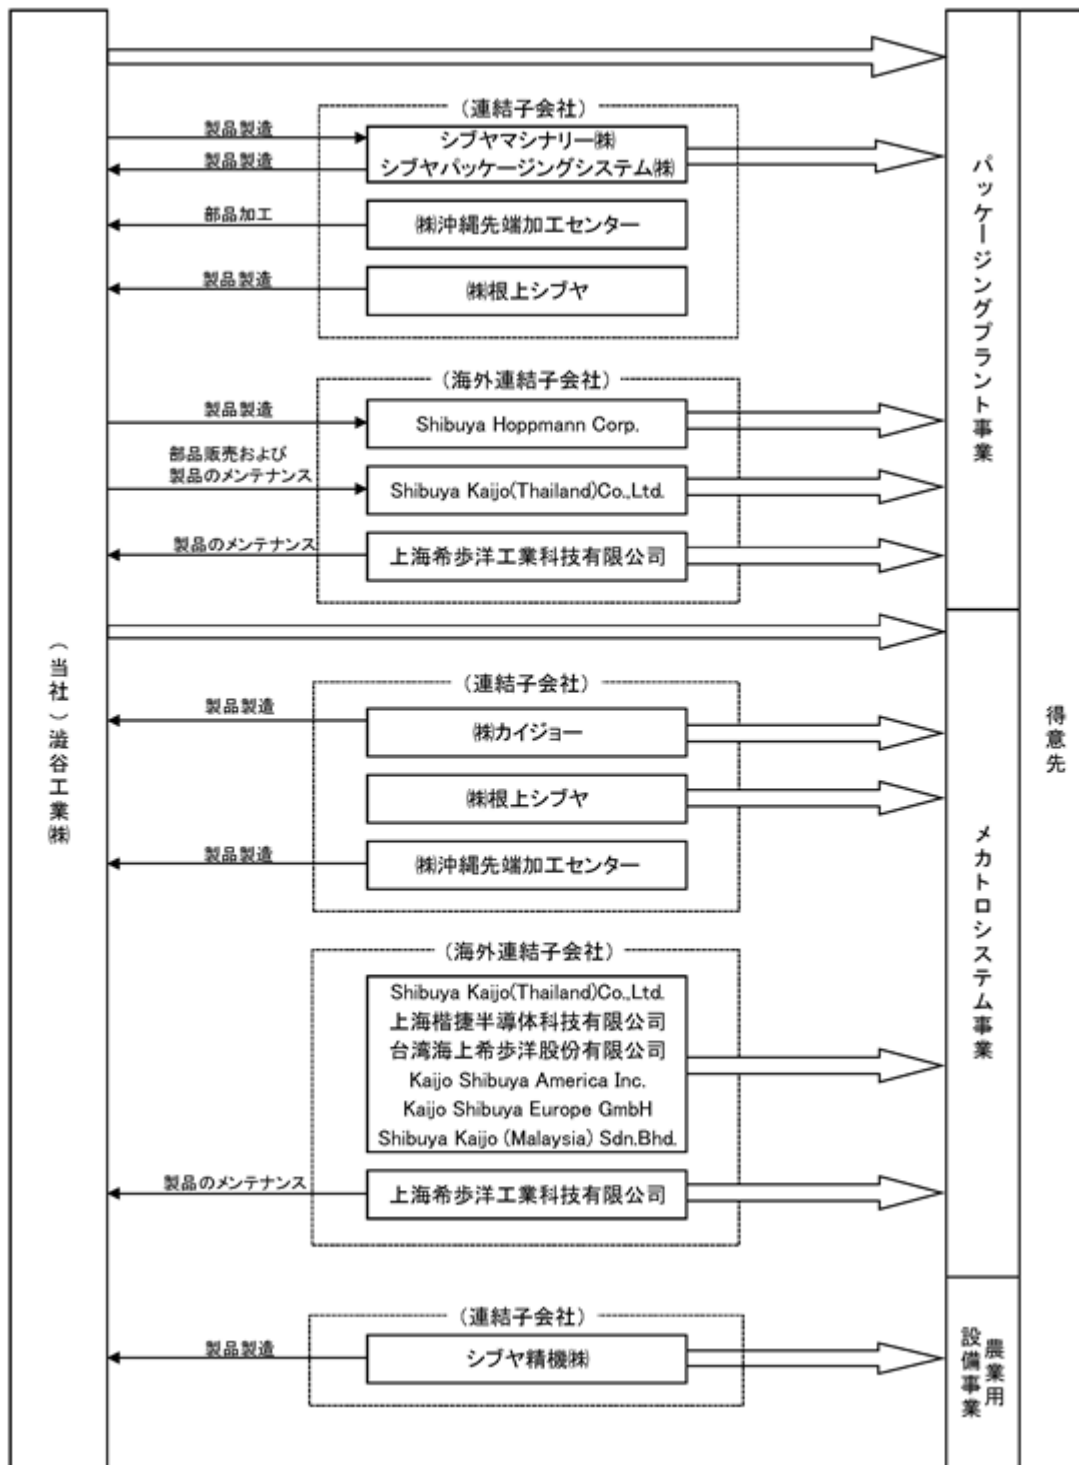 (当社)澁谷工業㈱
(連結子会社)
製品製造
製品製造
シブヤマシナリー㈱
シブヤパッケージングシステム㈱
部品加工
㈱沖縄先端加工センター
製品製造
㈱根上シブヤ
(海外連結子会社)
製品製造
Shibuya Hoppmann Corp.
部品販売および
製品のメンテナンス
Shibuya Kaijo(Thailand)Co.,Ltd.
製品のメンテナンス
上海希歩洋工業科技有限公司
パッケージングプラント事業
(連結子会社)
製品製造
㈱カイジョー
㈱根上シブヤ
製品製造
㈱沖縄先端加工センター
(海外連結子会社)
Shibuya Kaijo(Thailand)Co.,Ltd.
上海楷捷半導体科技有限公司
台湾海上希歩洋股份有限公司
Kaijo Shibuya America Inc.
Kaijo Shibuya Europe GmbH
Shibuya Kaijo (Malaysia) Sdn.Bhd.
製品のメンテナンス
上海希歩洋工業科技有限公司
メカトロシステム事業
(連結子会社)
製品製造
シブヤ精機㈱
農業用
設備事業
得意先